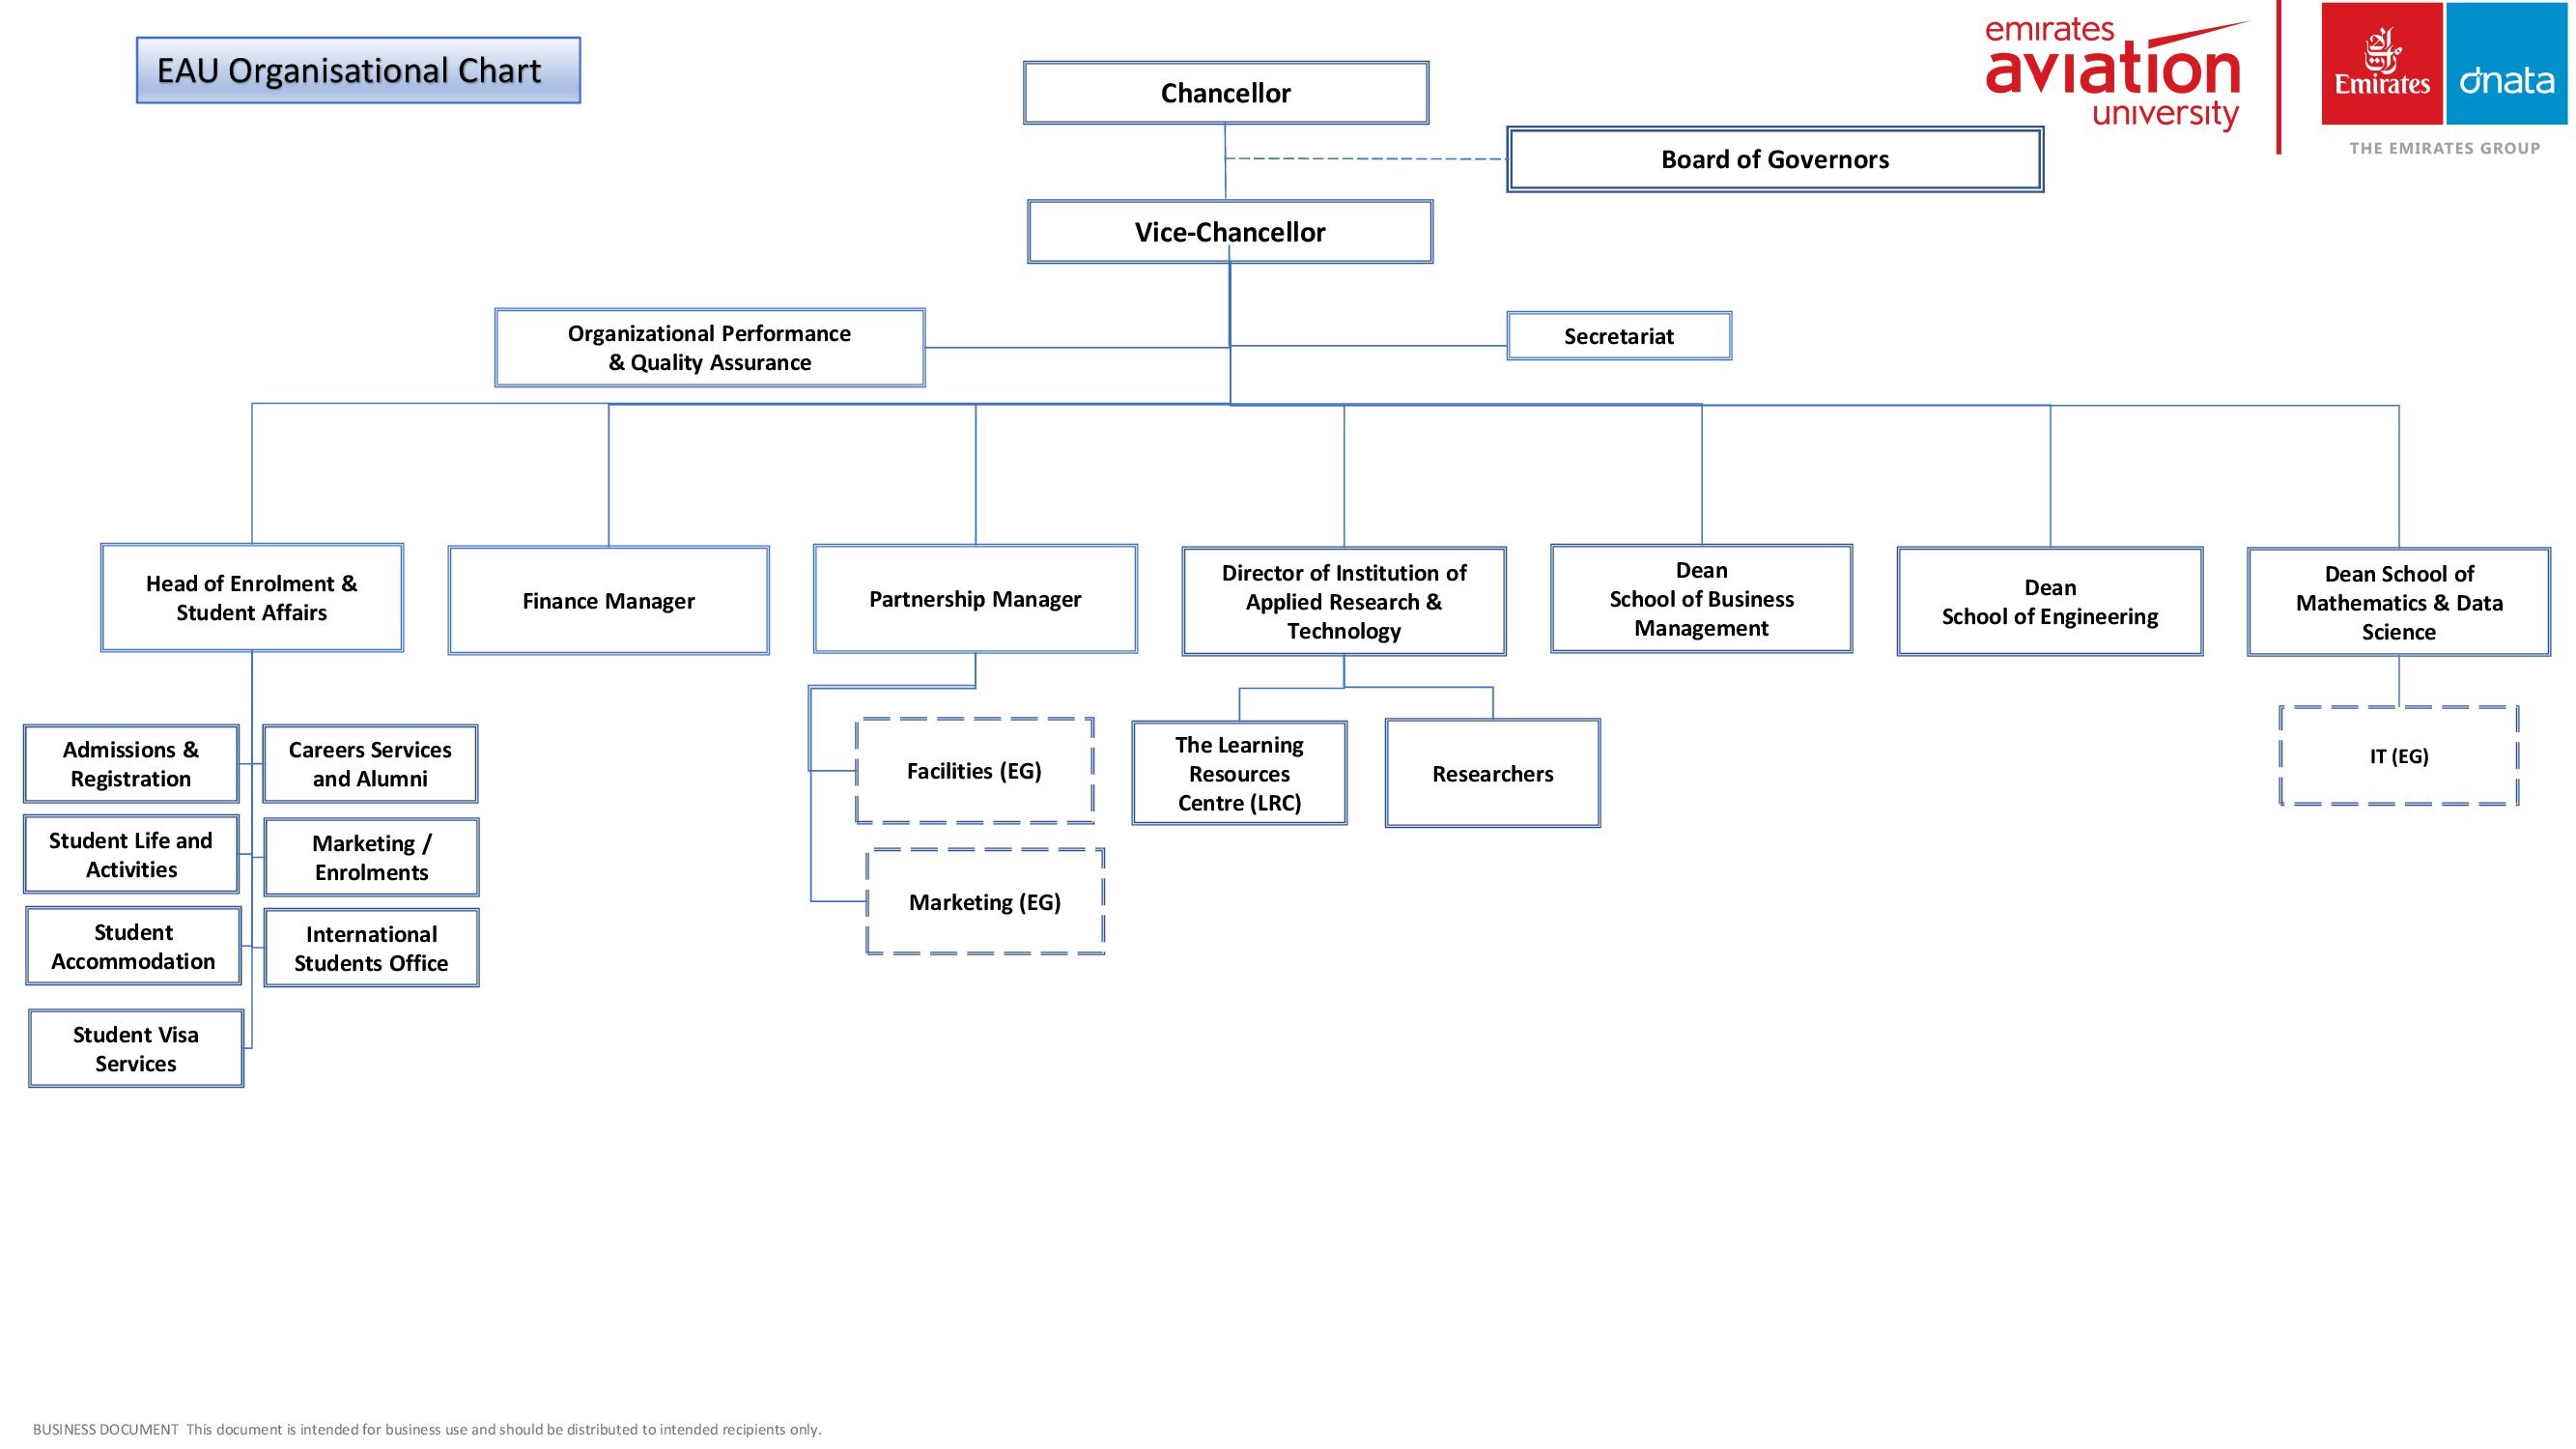 EAU Organisational Chart
emirates
aviation
university
Emirates
dnata
THE EMIRATES GROUP
Chancellor
Board of Governors
Vice-Chancellor
Organizational Performance
& Quality Assurance
Secretariat
Head of Enrolment &
Student Affairs
Finance Manager
Partnership Manager
Director of Institution of
Applied Research &
Technology
Dean
School of Business
Management
Dean
School of Engineering
Dean School of
Mathematics & Data
Science
Admissions &
Registration
Careers Services
and Alumni
Student Life and
Activities
Marketing /
Enrolments
Student
Accommodation
International
Students Office
Student Visa
Services
Facilities (EG)
Marketing (EG)
The Learning
Resources
Centre (LRC)
Researchers
IT (EG)
BUSINESS DOCUMENT  This document is intended for business use and should be distributed to intended recipients only.